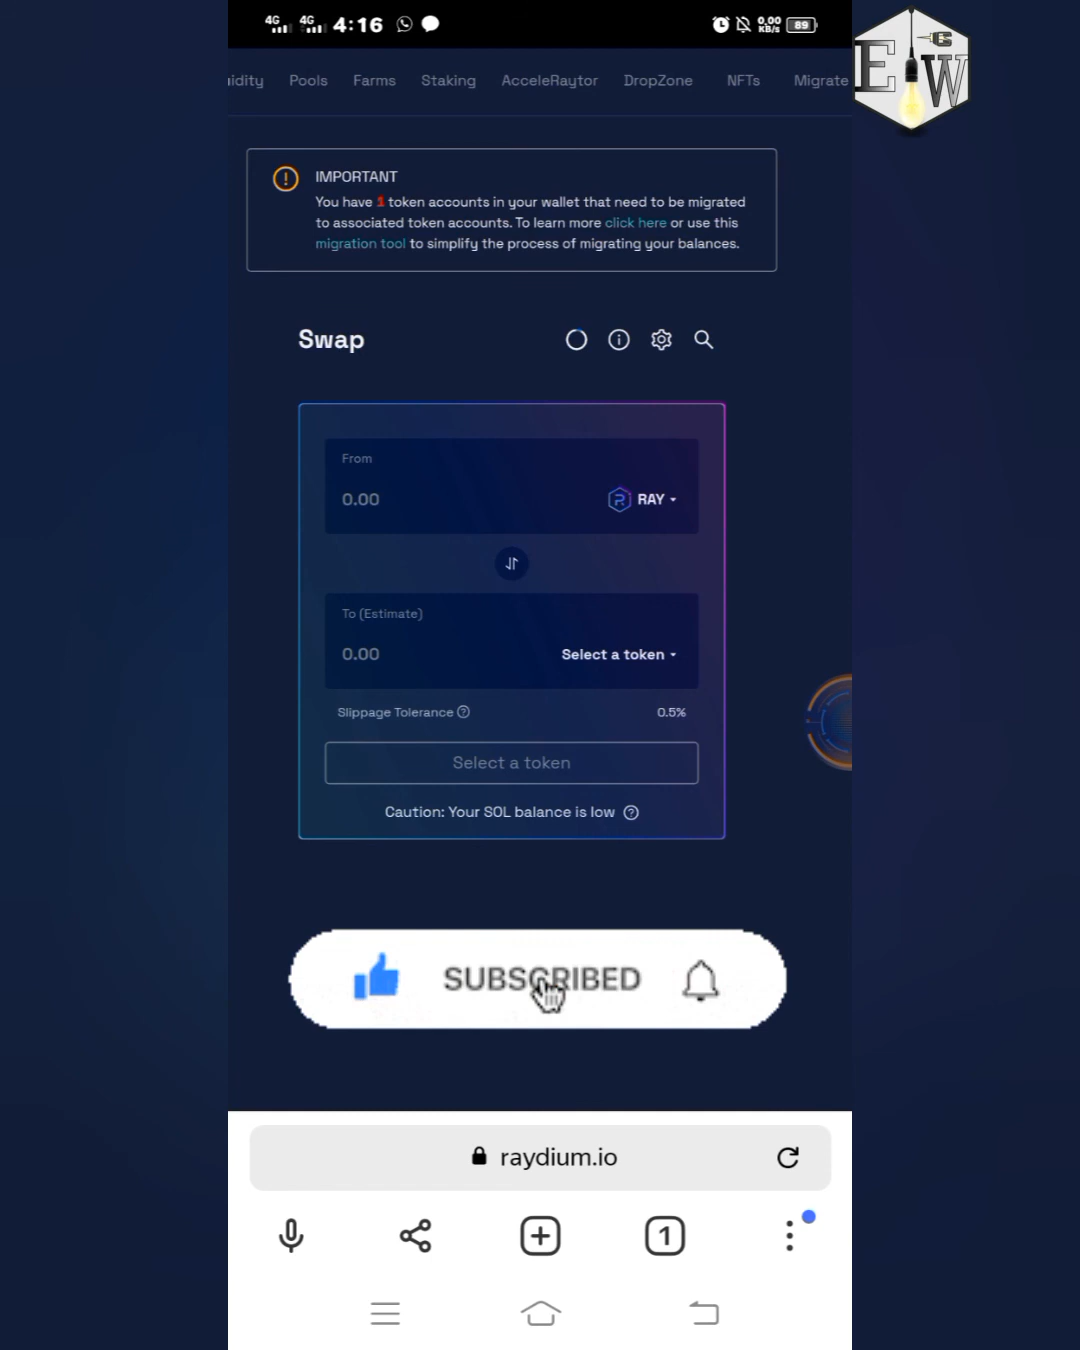 4G 4G 4:16 0,00 KB/s 89
E W
uidity Pools Farms Staking AcceleRaytor DropZone NFTs Migrate
IMPORTANT
You have 1 token accounts in your wallet that need to be migrated
to associated token accounts. To learn more click here or use this
migration tool to simplify the process of migrating your balances.
Swap
From
0.00 RAY
To (Estimate)
0.00 Select a token
Slippage Tolerance 0.5%
Select a token
Caution: Your SOL balance is low
SUBSCRIBED
raydium.io
1